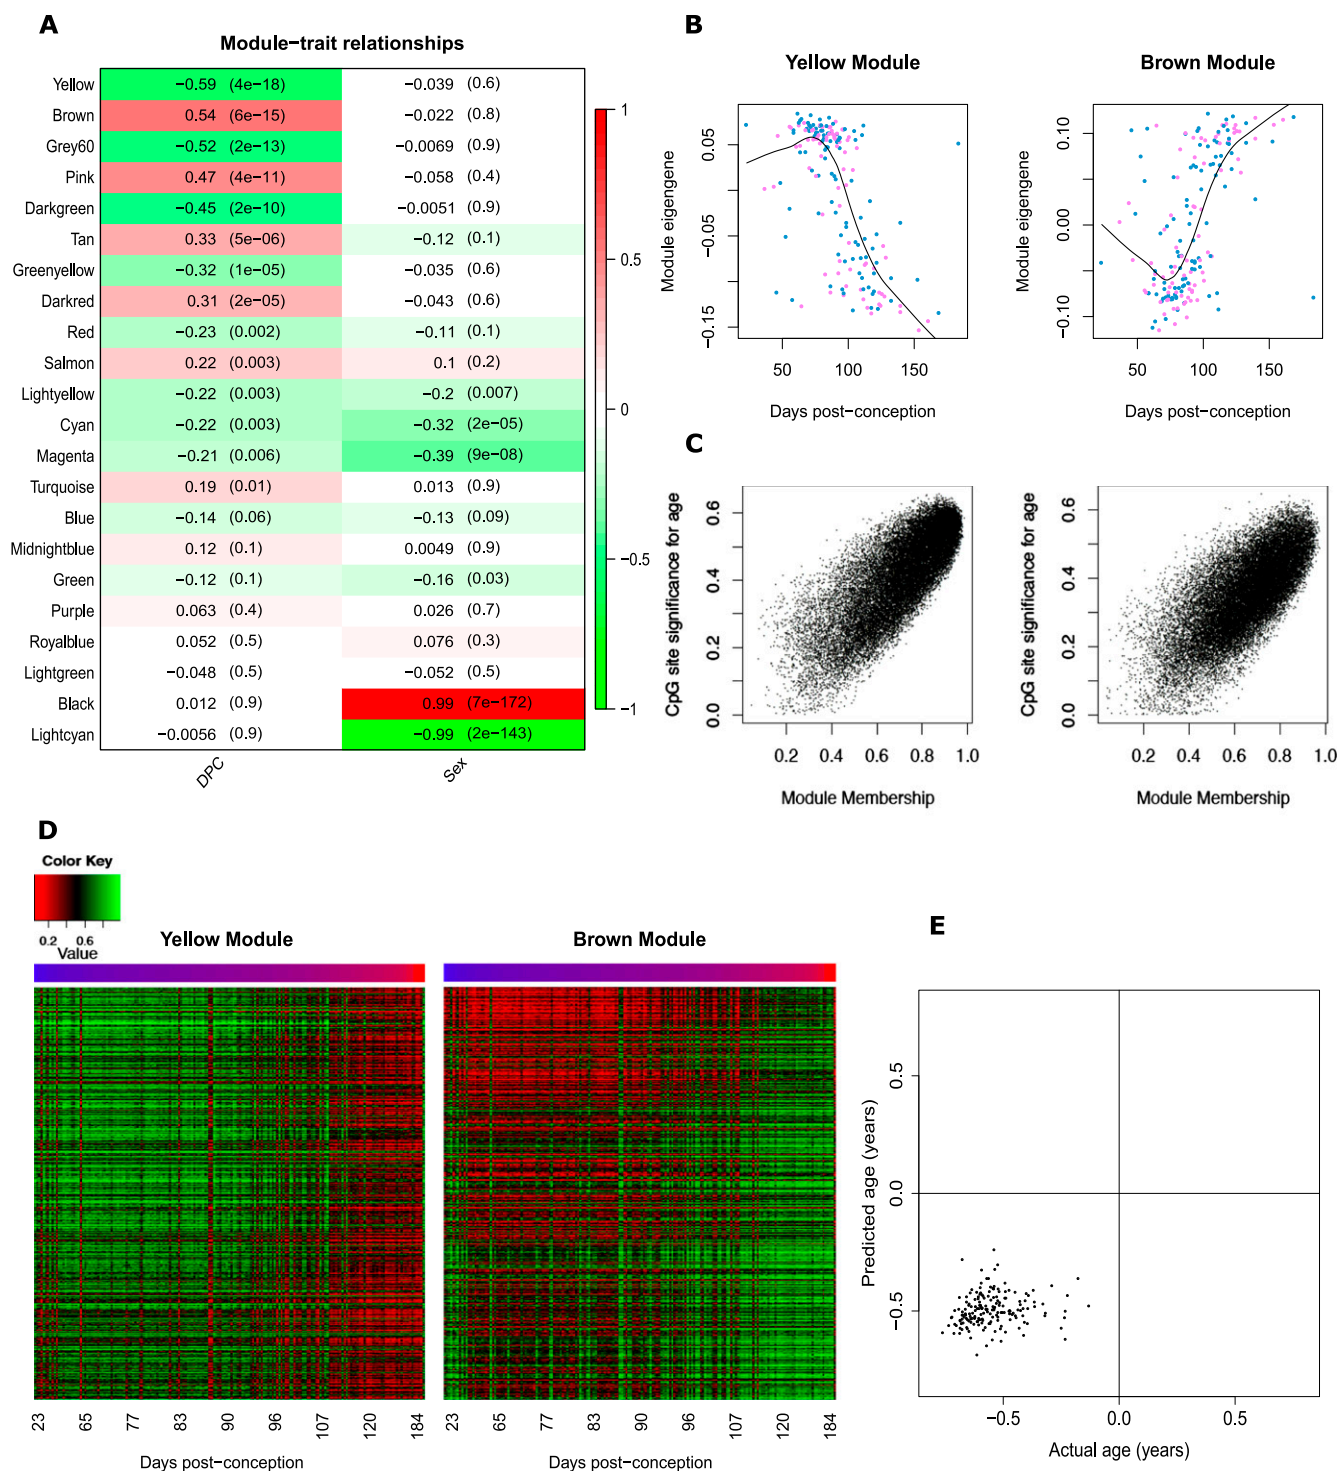 A
Module−trait relationships
Yellow −0.59 (4e−18) −0.039 (0.6)
Brown 0.54 (6e−15) −0.022 (0.8)
Grey60 −0.52 (2e−13) −0.0069 (0.9)
Pink 0.47 (4e−11) −0.058 (0.4)
Darkgreen −0.45 (2e−10) −0.0051 (0.9)
Tan 0.33 (5e−06) −0.12 (0.1)
Greenyellow −0.32 (1e−05) −0.035 (0.6)
Darkred 0.31 (2e−05) −0.043 (0.6)
Red −0.23 (0.002) −0.11 (0.1)
Salmon 0.22 (0.003) 0.1 (0.2)
Lightyellow −0.22 (0.003) −0.2 (0.007)
Cyan −0.22 (0.003) −0.32 (2e−05)
Magenta −0.21 (0.006) −0.39 (9e−08)
Turquoise 0.19 (0.01) 0.013 (0.9)
Blue −0.14 (0.06) −0.13 (0.09)
Midnightblue 0.12 (0.1) 0.0049 (0.9)
Green −0.12 (0.1) −0.16 (0.03)
Purple 0.063 (0.4) 0.026 (0.7)
Royalblue 0.052 (0.5) 0.076 (0.3)
Lightgreen −0.048 (0.5) −0.052 (0.5)
Black 0.012 (0.9) 0.99 (7e−172)
Lightcyan −0.0056 (0.9) −0.99 (2e−143)
DPC Sex
1
0.5
0
−0.5
−1
B
Yellow Module
Module eigengene
0.05
−0.05
−0.15
50 100 150
Days post−conception
Brown Module
Module eigengene
0.10
0.00
−0.10
50 100 150
Days post−conception
C
CpG site significance for age
0.6
0.4
0.2
0.0
0.2 0.4 0.6 0.8 1.0
Module Membership
CpG site significance for age
0.6
0.4
0.2
0.0
0.2 0.4 0.6 0.8 1.0
Module Membership
D
Color Key
0.2 0.6
Value
Yellow Module
23 65 77 83 90 96 107 120 184
Days post−conception
Brown Module
23 65 77 83 90 96 107 120 184
Days post−conception
E
Predicted age (years)
0.5
0.0
−0.5
−0.5 0.0 0.5
Actual age (years)